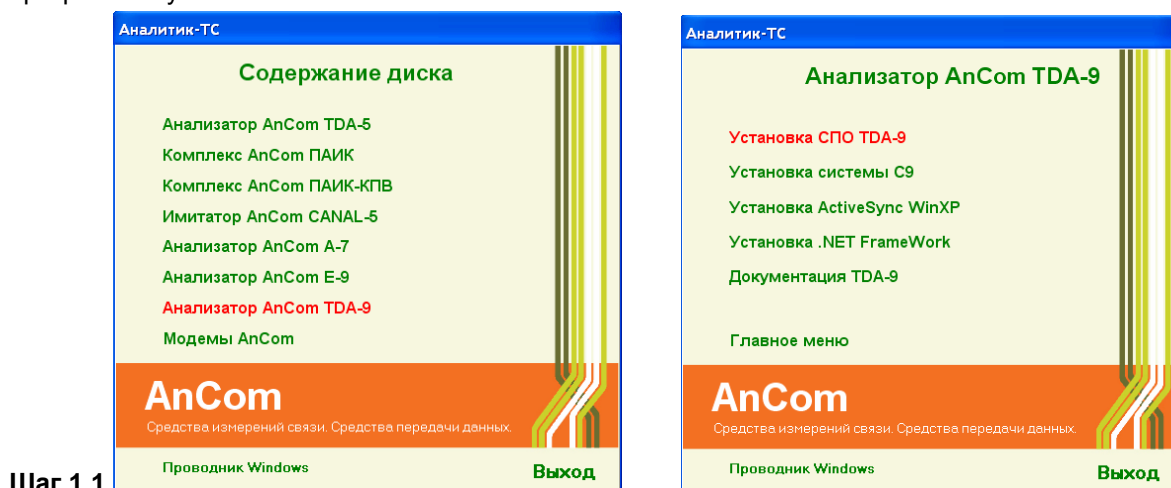 Аналитик-ТС
Содержание диска
Анализатор AnCom TDA-5
Комплекс AnCom ПАИК
Комплекс AnCom ПАИК-КПВ
Имитатор AnCom CANAL-5
Анализатор AnCom A-7
Анализатор AnCom E-9
Анализатор AnCom TDA-9
Модемы AnCom
AnCom
Средства измерений связи. Средства передачи данных.
Проводник Windows
Выход
Аналитик-ТС
Анализатор AnCom TDA-9
Установка СПО TDA-9
Установка системы C9
Установка ActiveSync WinXP
Установка .NET FrameWork
Документация TDA-9
Главное меню
AnCom
Средства измерений связи. Средства передачи данных.
Проводник Windows
Выход
Шаг 1.1